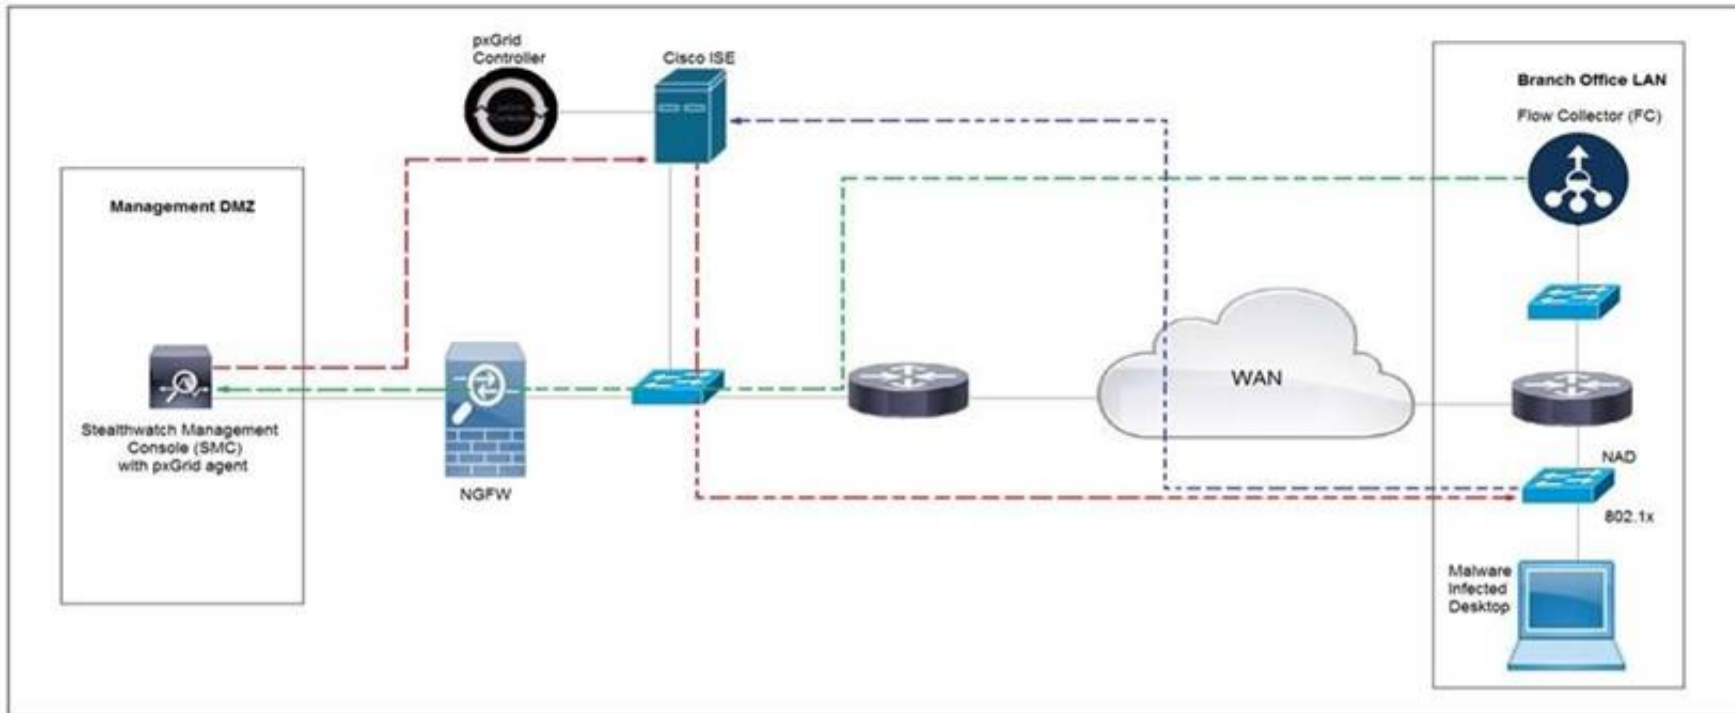 pxGrid
Controller
Cisco ISE
Branch Office LAN
Flow Collector (FC)
Management DMZ
WAN
Stealthwatch Management
Console (SMC)
with pxGrid agent
NGFW
NAD
802.1x
Malware
Infected
Desktop